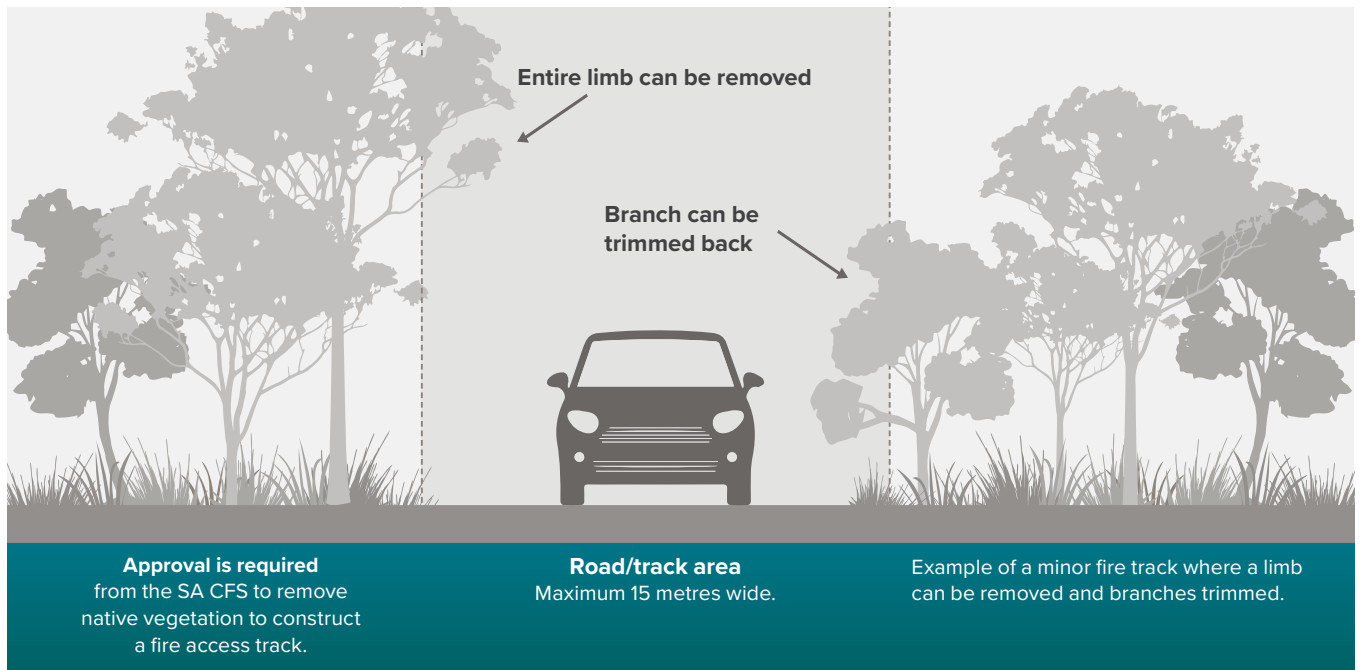 Entire limb can be removed
Branch can be
trimmed back
Approval is required
from the SA CFS to remove
native vegetation to construct
a fire access track.
Road/track area
Maximum 15 metres wide.
Example of a minor fire track where a limb
can be removed and branches trimmed.